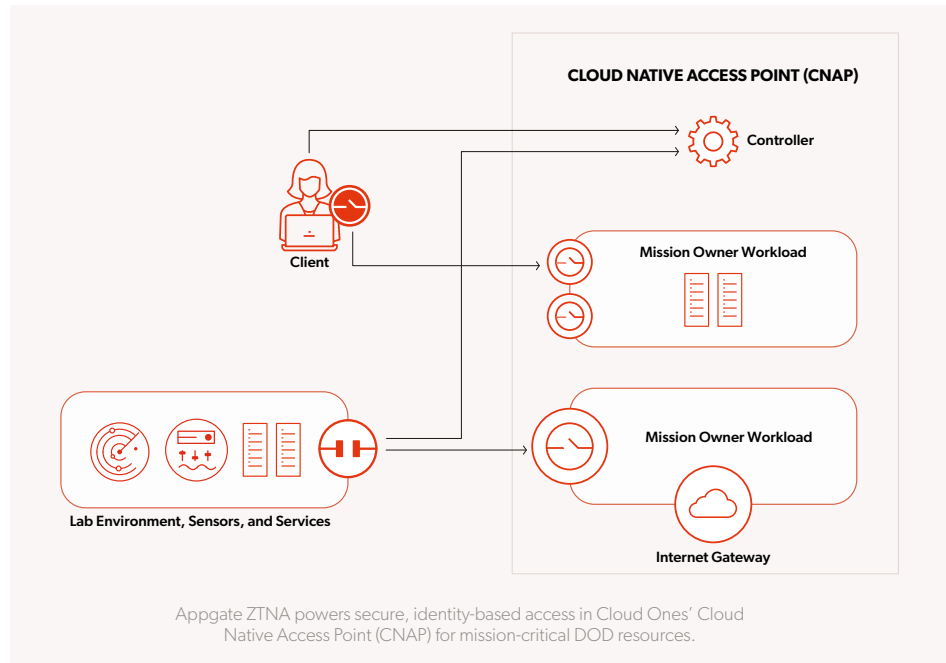 CLOUD NATIVE ACCESS POINT (CNAP)
Controller
Client
Mission Owner Workload
Mission Owner Workload
Lab Environment, Sensors, and Services
Internet Gateway
Appgate ZTNA powers secure, identity-based access in Cloud Ones’ Cloud
Native Access Point (CNAP) for mission-critical DOD resources.